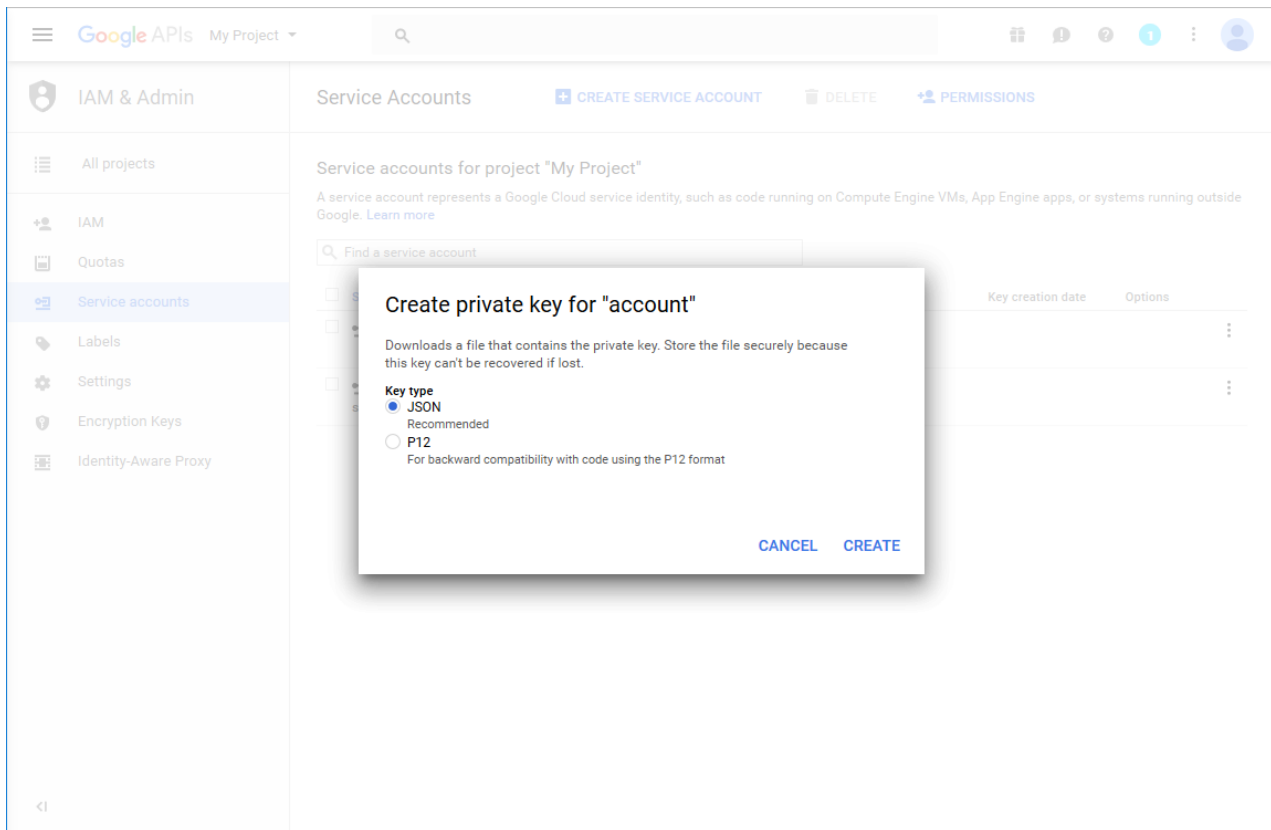 Google APIs My Project
1
IAM & Admin
Service Accounts
CREATE SERVICE ACCOUNT
DELETE
PERMISSIONS
All projects
IAM
Quotas
Service accounts
Labels
Settings
Encryption Keys
Identity-Aware Proxy
Service accounts for project "My Project"
A service account represents a Google Cloud service identity, such as code running on Compute Engine VMs, App Engine apps, or systems running outside
Google. Learn more
Find a service account
Key creation date
Options
Create private key for "account"
Downloads a file that contains the private key. Store the file securely because
this key can't be recovered if lost.
Key type
JSON
Recommended
P12
For backward compatibility with code using the P12 format
CANCEL
CREATE